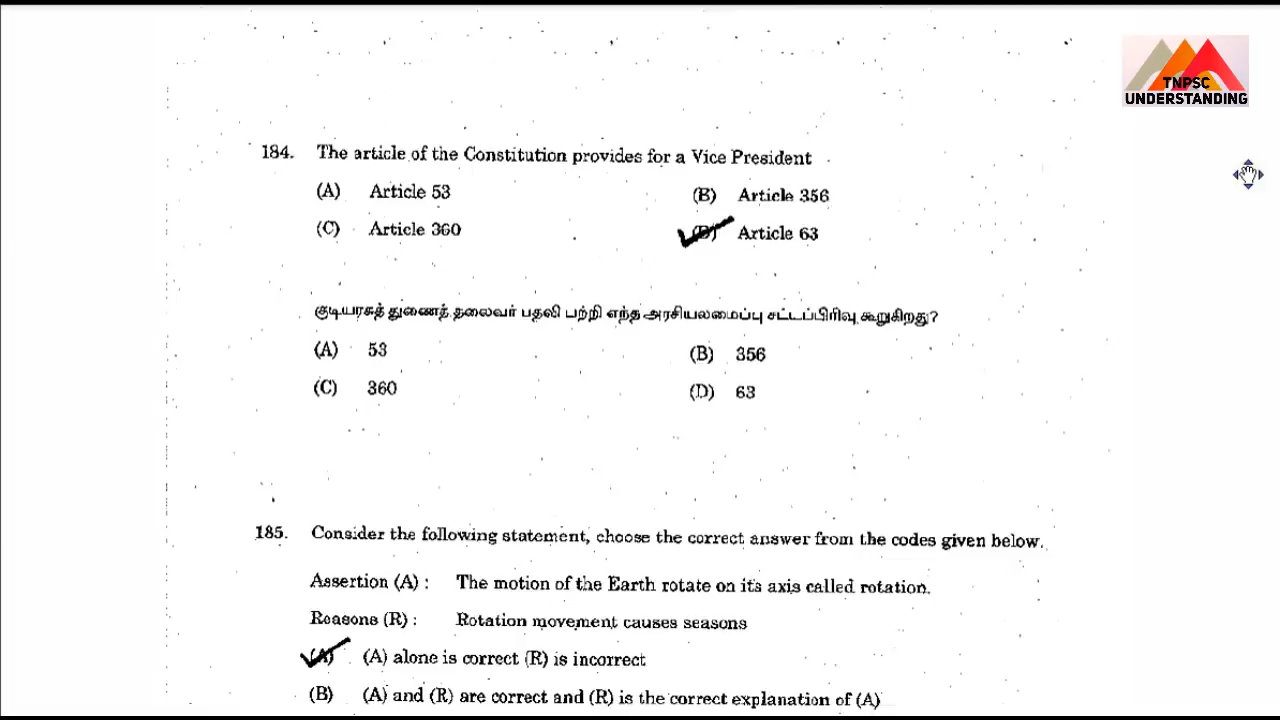 TNPSC
UNDERSTANDING
184. The article of the Constitution provides for a Vice President
(A) Article 53 (B) Article 356
(C) Article 360 (D) Article 63
குடியரசுத் துணைத் தலைவர் பதவி பற்றி எந்த அரசியலமைப்பு சட்டப்பிரிவு கூறுகிறது?
(A) 53 (B) 356
(C) 360 (D) 63
185. Consider the following statement, choose the correct answer from the codes given below.
Assertion (A) : The motion of the Earth rotate on its axis called rotation.
Reasons (R) : Rotation movement causes seasons
(A) (A) alone is correct (R) is incorrect
(B) (A) and (R) are correct and (R) is the correct explanation of (A)